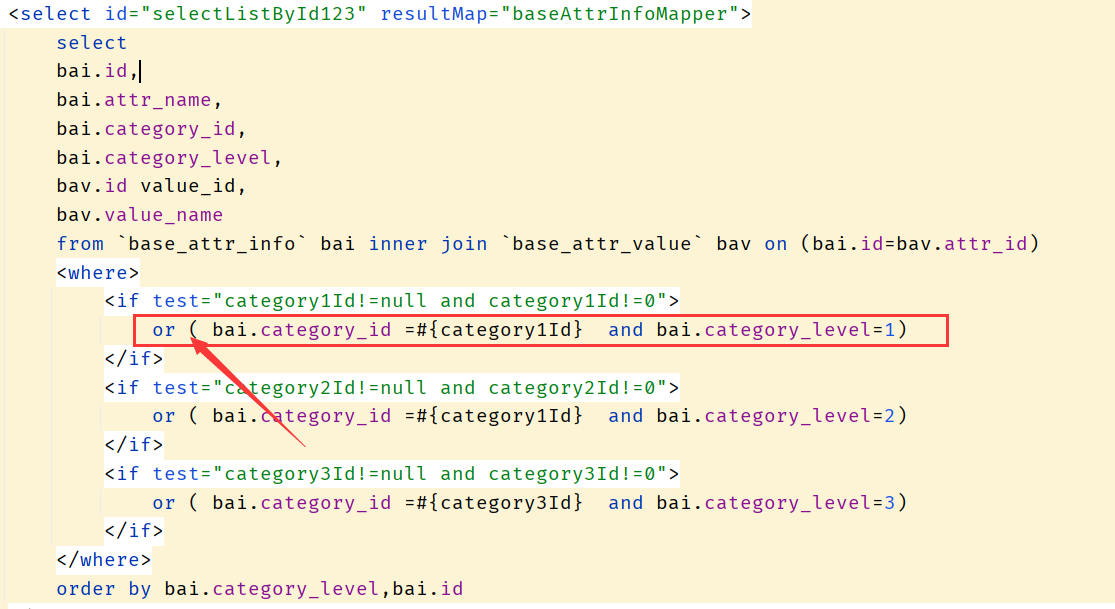 <select id="selectListById123" resultMap="baseAttrInfoMapper">
select
bai.id,
bai.attr_name,
bai.category_id,
bai.category_level,
bav.id value_id,
bav.value_name
from `base_attr_info` bai inner join `base_attr_value` bav on (bai.id=bav.attr_id)
<where>
<if test="category1Id!=null and category1Id!=0">
or ( bai.category_id =#{category1Id}  and bai.category_level=1)
</if>
<if test="category2Id!=null and category2Id!=0">
or ( bai.category_id =#{category1Id}  and bai.category_level=2)
</if>
<if test="category3Id!=null and category3Id!=0">
or ( bai.category_id =#{category3Id}  and bai.category_level=3)
</if>
</where>
order by bai.category_level,bai.id